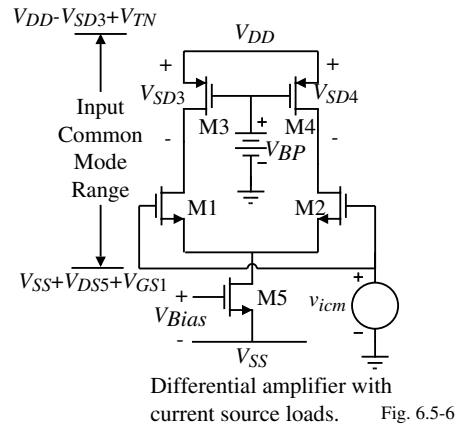 VDD-VSD3+VTN
VDD
+
+
VSD3
VSD4
M3
M4
Input
Common
Mode
Range
-
-
+
VBP
-
M1
M2
VSS+VDS5+VGS1
+
VBias
-
M5
+
vicm
-
VSS
Differential amplifier with
current source loads.
Fig. 6.5-6